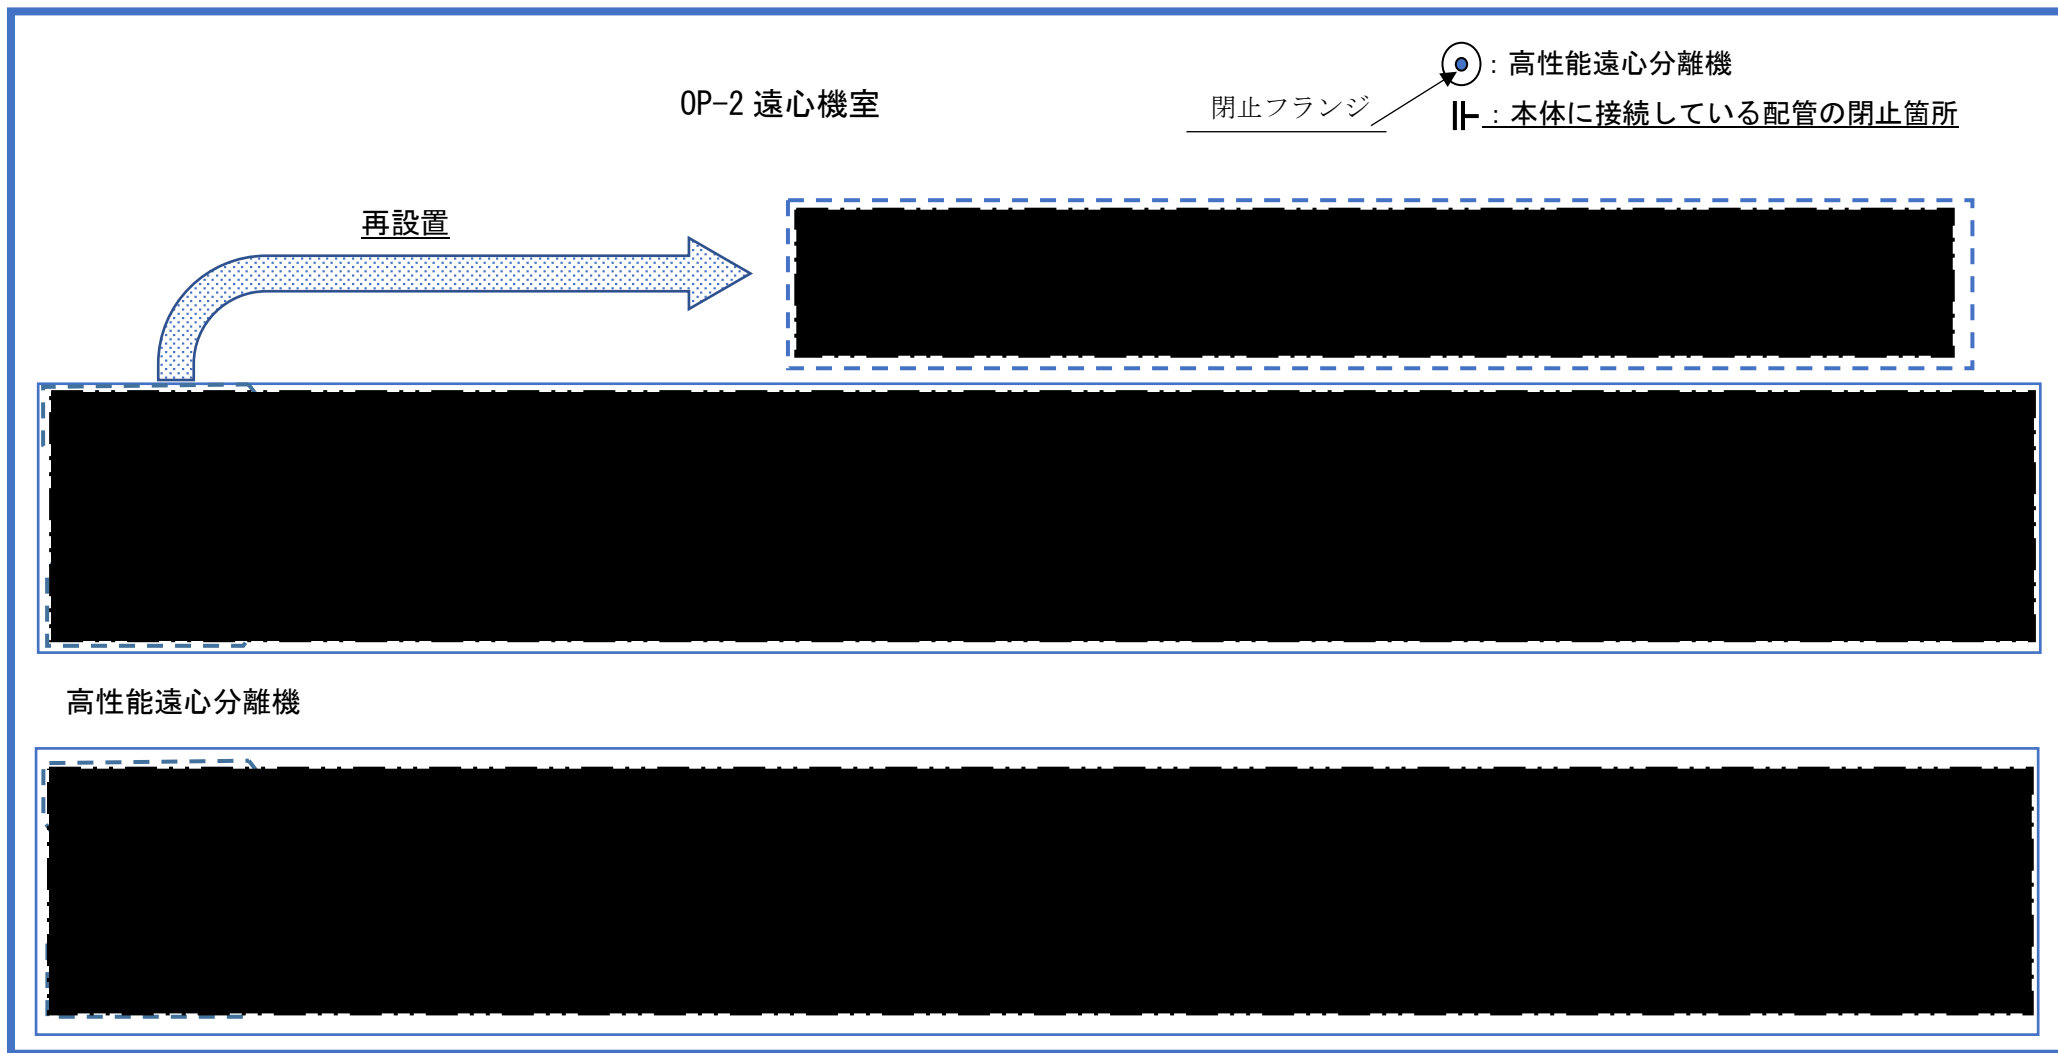 ：高性能遠心分離機
OP-2 遠心機室
閉止フランジ
：本体に接続している配管の閉止箇所
再設置
高性能遠心分離機